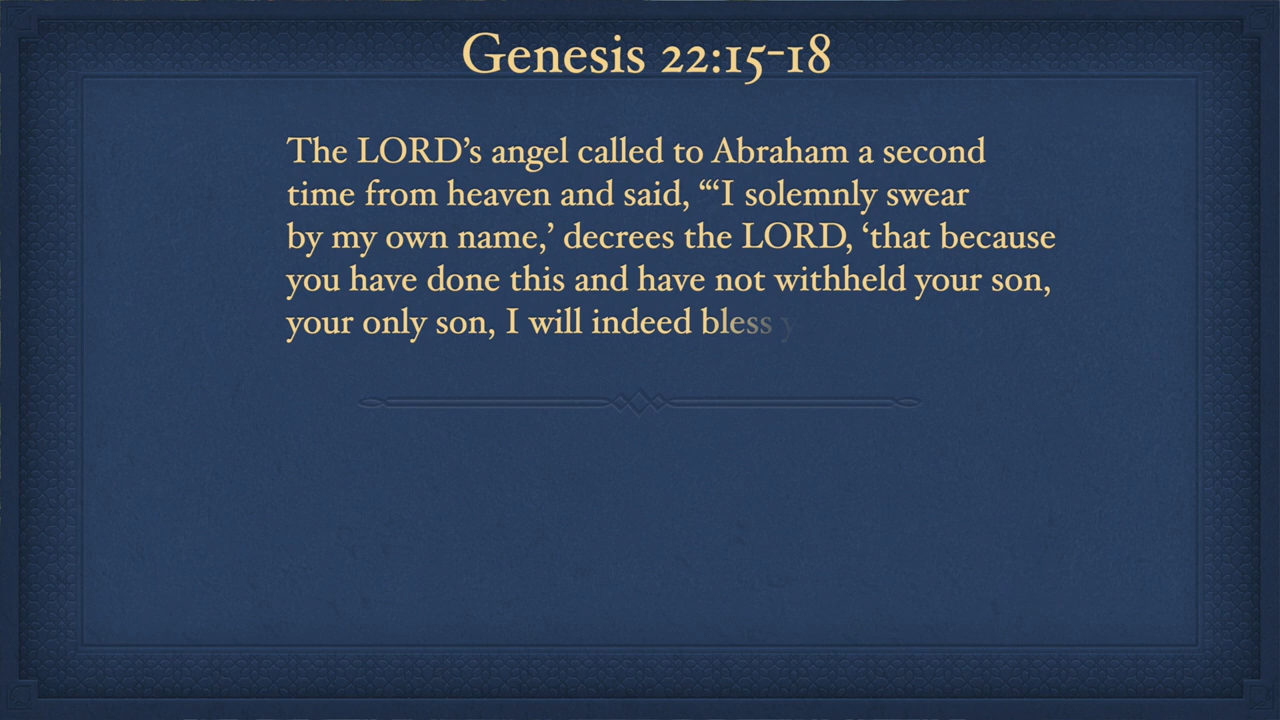 Genesis 22:15-18
The LORD’s angel called to Abraham a second
time from heaven and said, “‘I solemnly swear
by my own name,’ decrees the LORD, ‘that because
you have done this and have not withheld your son,
your only son, I will indeed bless